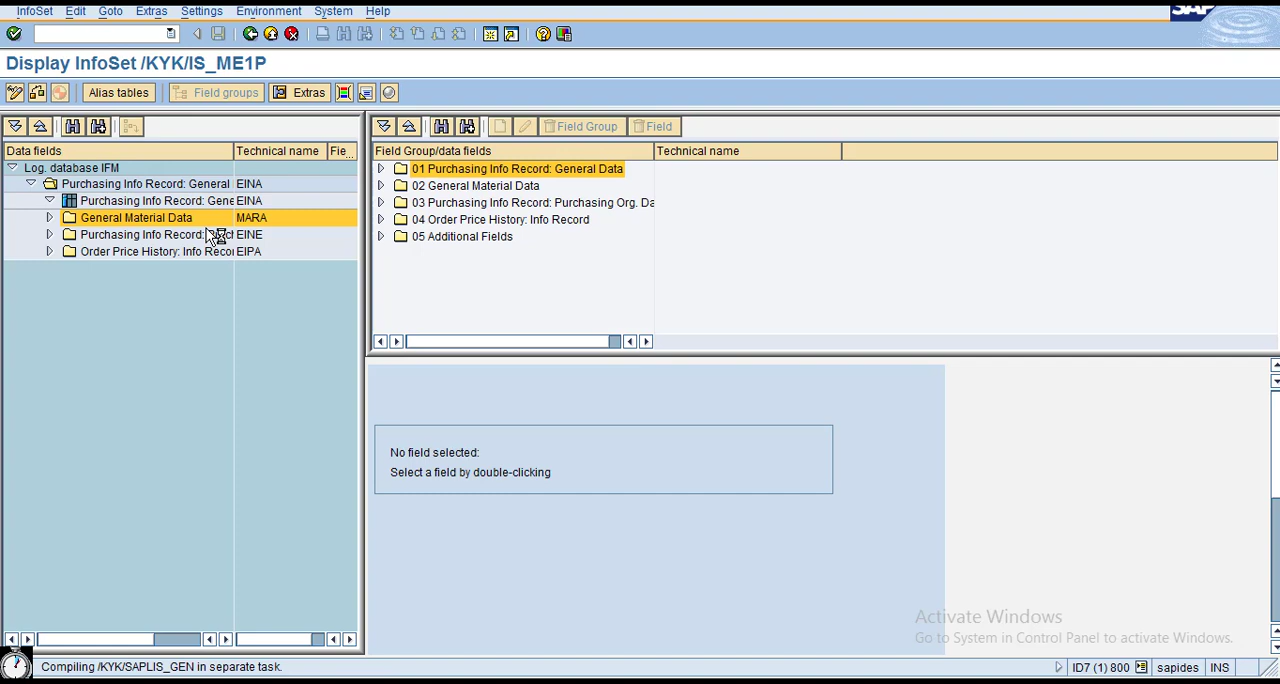 InfoSet Edit Goto Extras Settings Environment System Help
SAP
Display InfoSet /KYK/IS_ME1P
Alias tables Field groups Extras
Data fields Technical name Fie...
Log. database IFM
Purchasing Info Record: General EINA
Purchasing Info Record: Gene EINA
General Material Data MARA
Purchasing Info Record: EINE
Order Price History: Info Recor EIPA
Field Group Field
Field Group/data fields Technical name
01 Purchasing Info Record: General Data
02 General Material Data
03 Purchasing Info Record: Purchasing Org. Da
04 Order Price History: Info Record
05 Additional Fields
No field selected:
Select a field by double-clicking
Activate Windows
Go to System in Control Panel to activate Windows.
Compiling /KYK/SAPLIS_GEN in separate task.
ID7 (1) 800 sapides INS